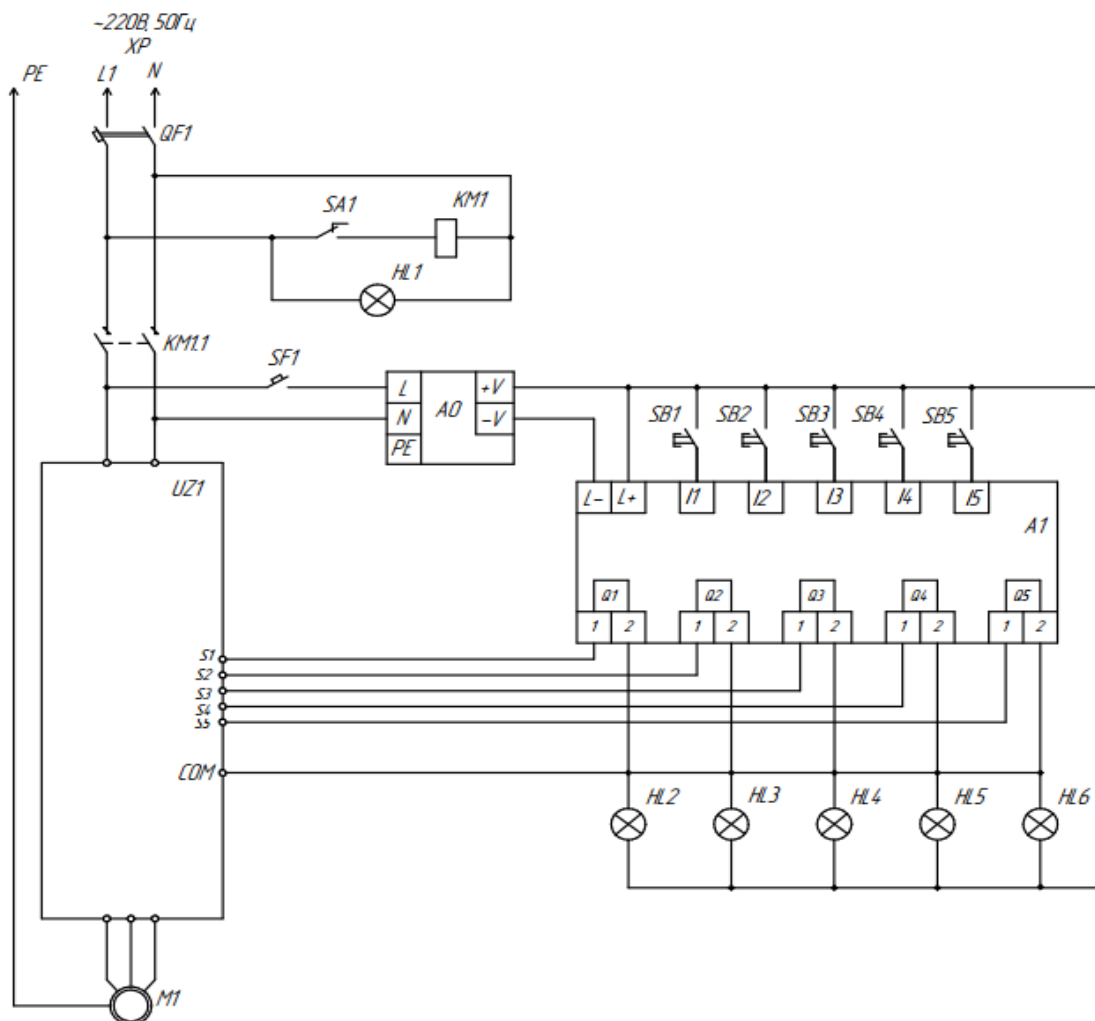 ~220В, 50Гц
XP
PE L1 N
QF1
SA1 KM1
HL1
KM1.1
SF1
L +V
A0
N -V
PE
SB1 SB2 SB3 SB4 SB5
UZ1
L- L+ I1 I2 I3 I4 I5
A1
Q1 Q2 Q3 Q4 Q5
1 2 1 2 1 2 1 2 1 2
S1
S2
S3
S4
S5
COM
HL2 HL3 HL4 HL5 HL6
M1